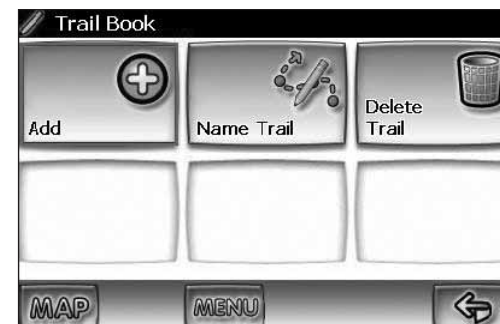 Trail Book
Add
Name Trail
Delete
Trail
MAP
MENU